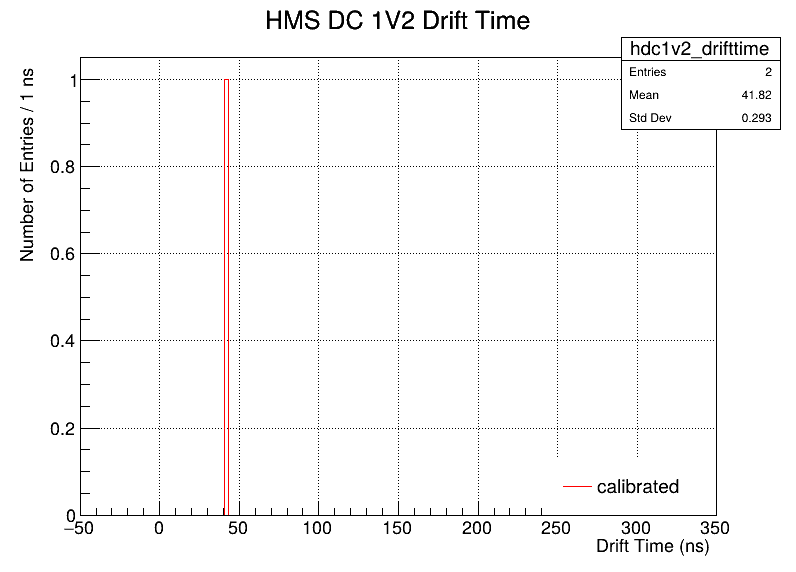 HMS DC 1V2 Drift Time
hdc1v2_drifttime
Entries 2
Mean 41.82
Std Dev 0.293
Number of Entries / 1 ns
1
0.8
0.6
0.4
0.2
0
−50 0 50 100 150 200 250 300 350
Drift Time (ns)
calibrated